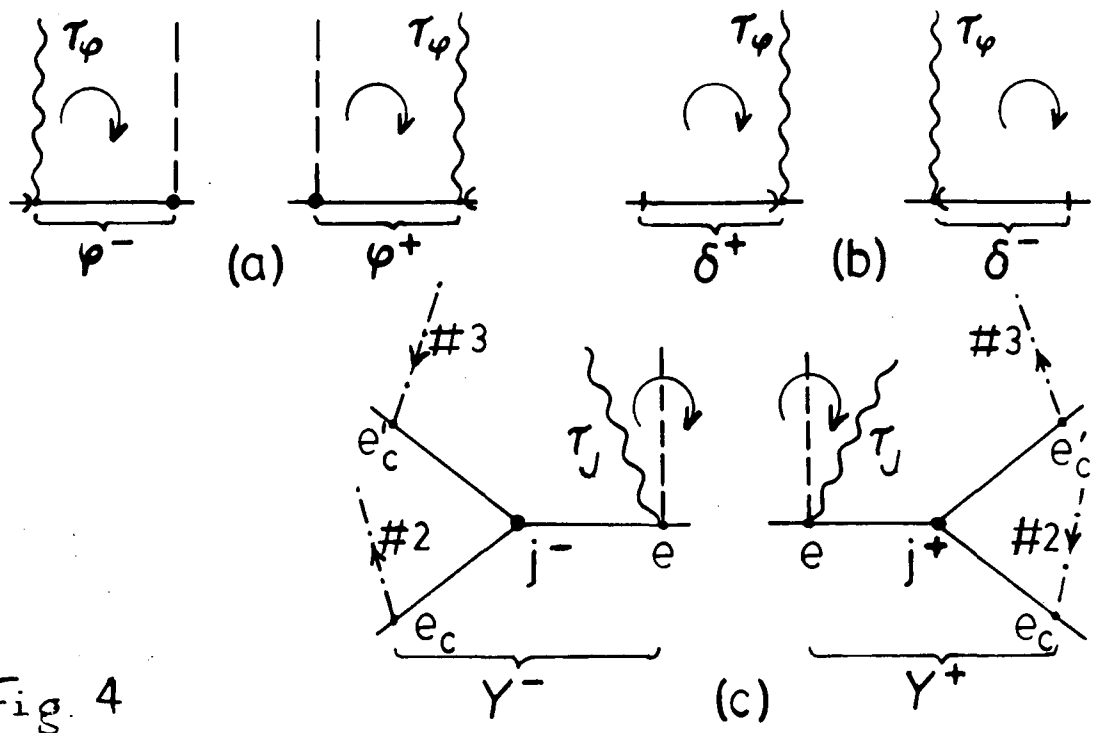 τφ τφ τφ τφ
φ⁻ (a) φ⁺ δ⁺ (b) δ⁻
#3 #3
e'c τJ τJ e'c
#2 #2
j⁻ e e j⁺
ec ec
Y⁻ (c) Y⁺
Fig. 4